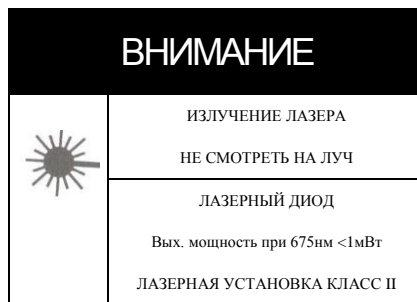 ВНИМАНИЕ
ИЗЛУЧЕНИЕ ЛАЗЕРА
НЕ СМОТРЕТЬ НА ЛУЧ
ЛАЗЕРНЫЙ ДИОД
Вых. мощность при 675нм <1мВт
ЛАЗЕРНАЯ УСТАНОВКА КЛАСС II